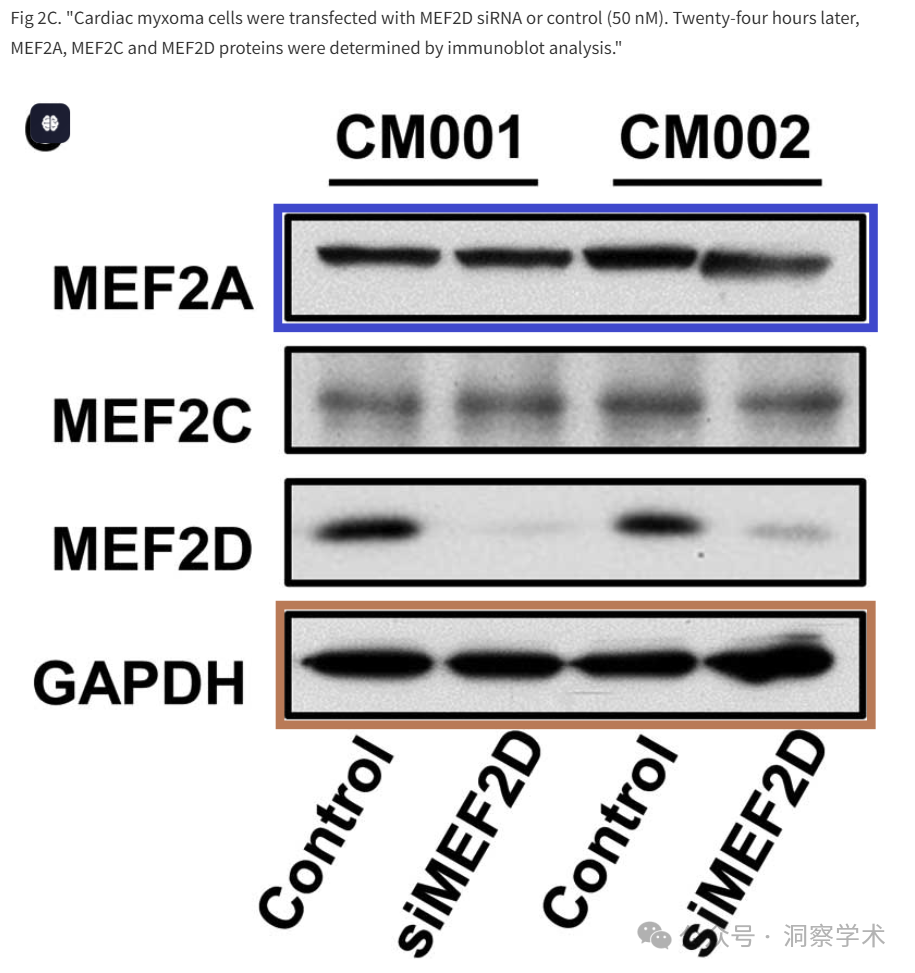 Fig 2C. "Cardiac myxoma cells were transfected with MEF2D siRNA or control (50 nM). Twenty-four hours later,
MEF2A, MEF2C and MEF2D proteins were determined by immunoblot analysis."
CM001 CM002
MEF2A
MEF2C
MEF2D
GAPDH
Control siMEF2D Control siMEF2D
众号 · 洞察学术